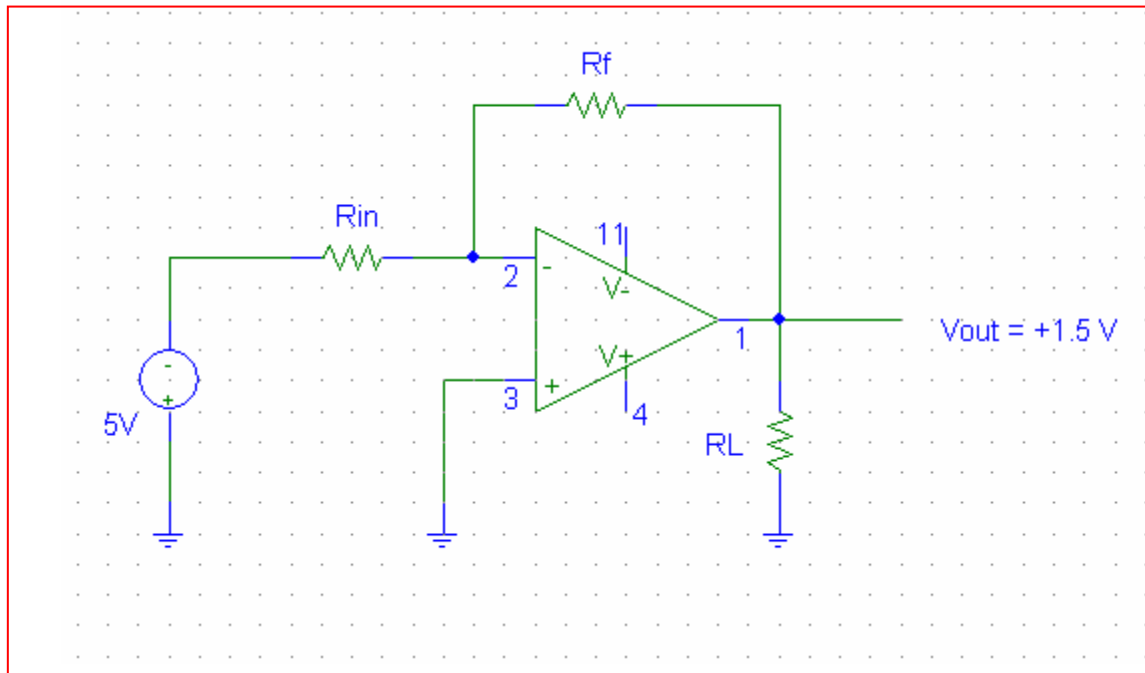 Rf
Rin
11
2
-
V-
1
Vout = +1.5 V
-
V+
+
3
+
4
5V
RL